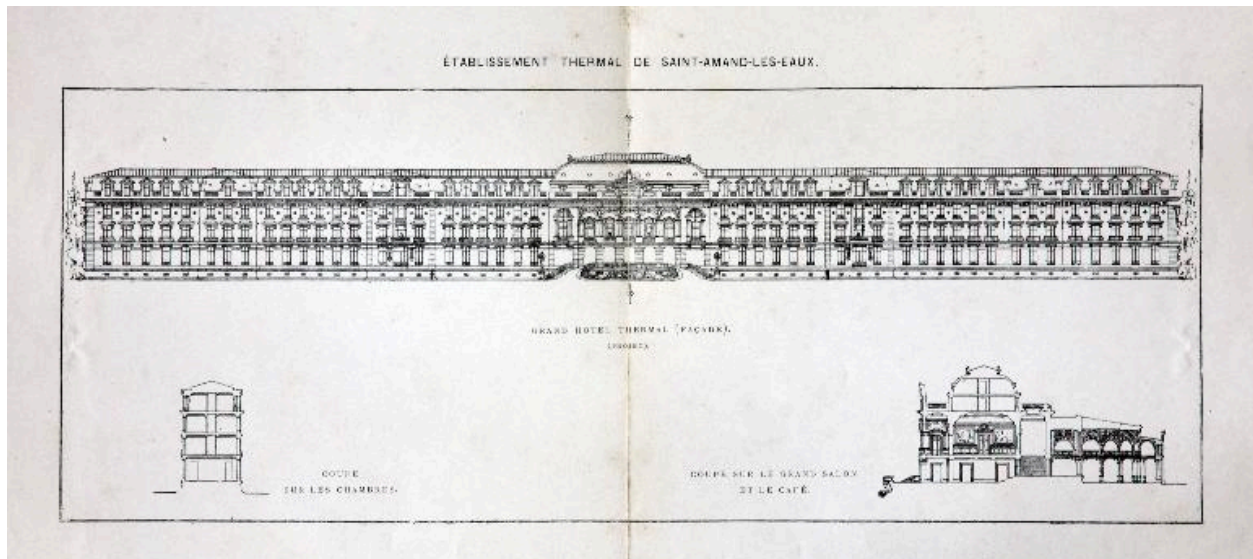 ÉTABLISSEMENT THERMAL DE SAINT-AMAND-LES-EAUX.
GRAND HOTEL THERMAL (FAÇADE).
(PROJET)
COUPE
SUR LES CHAMBRES.
COUPE SUR LE GRAND SALON
ET LE CAFÉ.